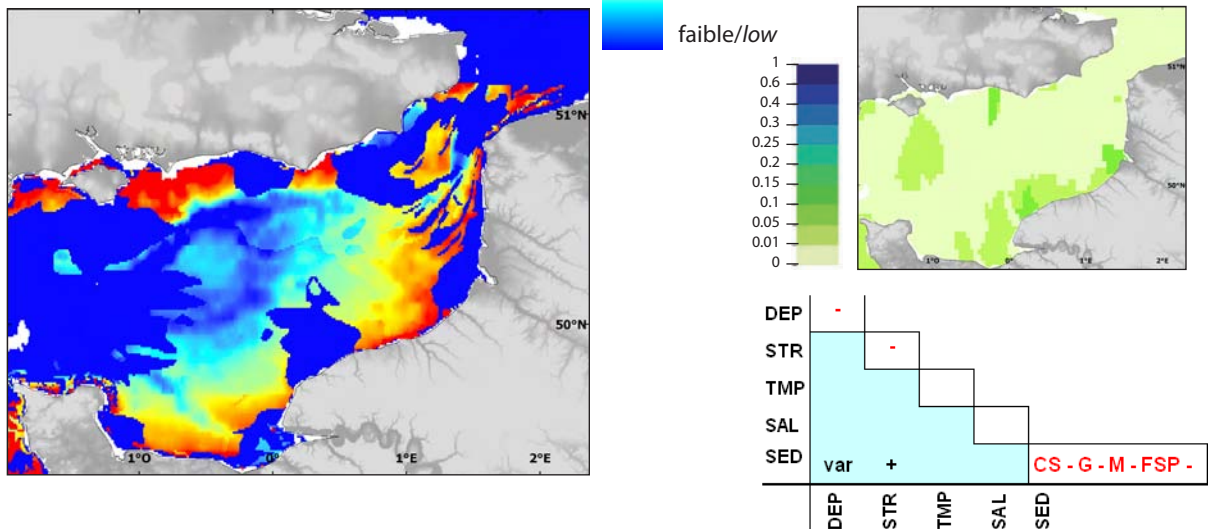 faible/low
51°N
50°N
1°O
0°
1°E
2°E
1
0.6
0.4
0.3
0.25
0.2
0.15
0.1
0.05
0.01
0
51°N
50°N
1°O
0°
1°E
2°E
DEP -
STR -
TMP
SAL
SED var + CS - G - M - FSP -
DEP STR TMP SAL SED